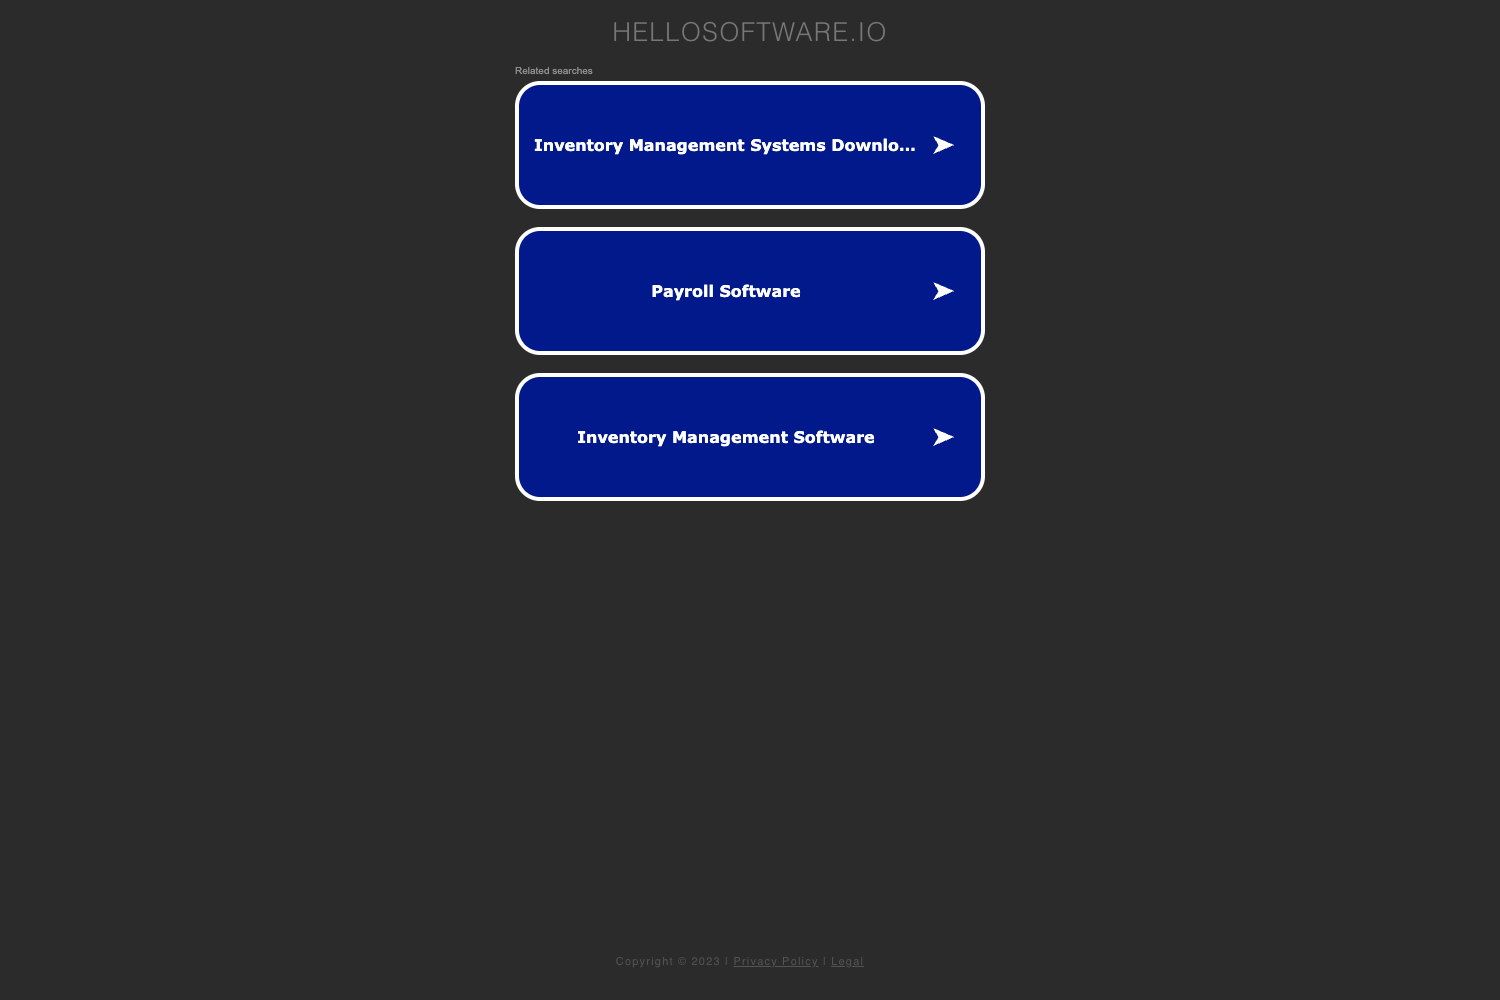 HELLOSOFTWARE.IO
Related searches
Inventory Management Systems Downlo...
Payroll Software
Inventory Management Software
Copyright © 2023 | Privacy Policy | Legal